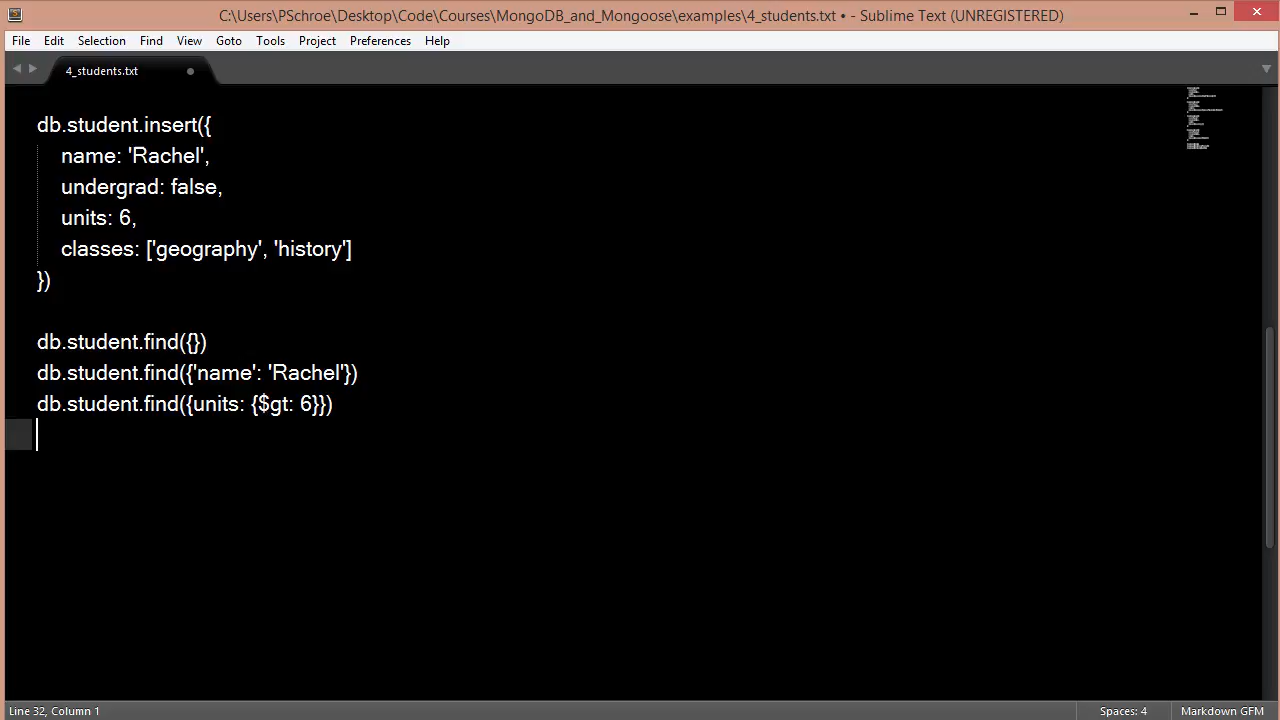 C:\Users\PSchroe\Desktop\Code\Courses\MongoDB_and_Mongoose\examples\4_students.txt • - Sublime Text (UNREGISTERED)
File Edit Selection Find View Goto Tools Project Preferences Help
4_students.txt
db.student.insert({
name: 'Rachel',
undergrad: false,
units: 6,
classes: ['geography', 'history']
})
db.student.find({})
db.student.find({'name': 'Rachel'})
db.student.find({units: {$gt: 6}})
Line 32, Column 1 Spaces: 4 Markdown GFM